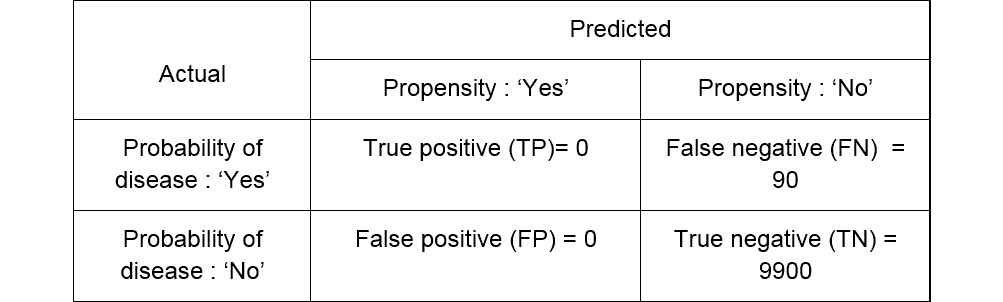 Predicted
Actual
Propensity : ‘Yes’
Propensity : ‘No’
Probability of
disease : ‘Yes’
True positive (TP)= 0
False negative (FN) =
90
Probability of
disease : ‘No’
False positive (FP) = 0
True negative (TN) =
9900